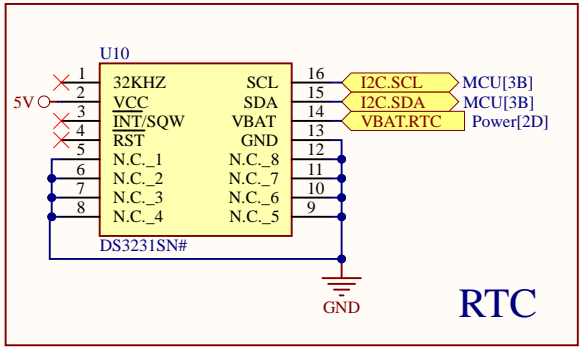 U10
1 32KHZ SCL 16 I2C.SCL MCU[3B]
5V 2 VCC SDA 15 I2C.SDA MCU[3B]
3 INT/SQW VBAT 14 VBAT.RTC Power[2D]
4 RST GND 13
5 N.C._1 N.C._8 12
6 N.C._2 N.C._7 11
7 N.C._3 N.C._6 10
8 N.C._4 N.C._5 9
DS3231SN#
GND
RTC